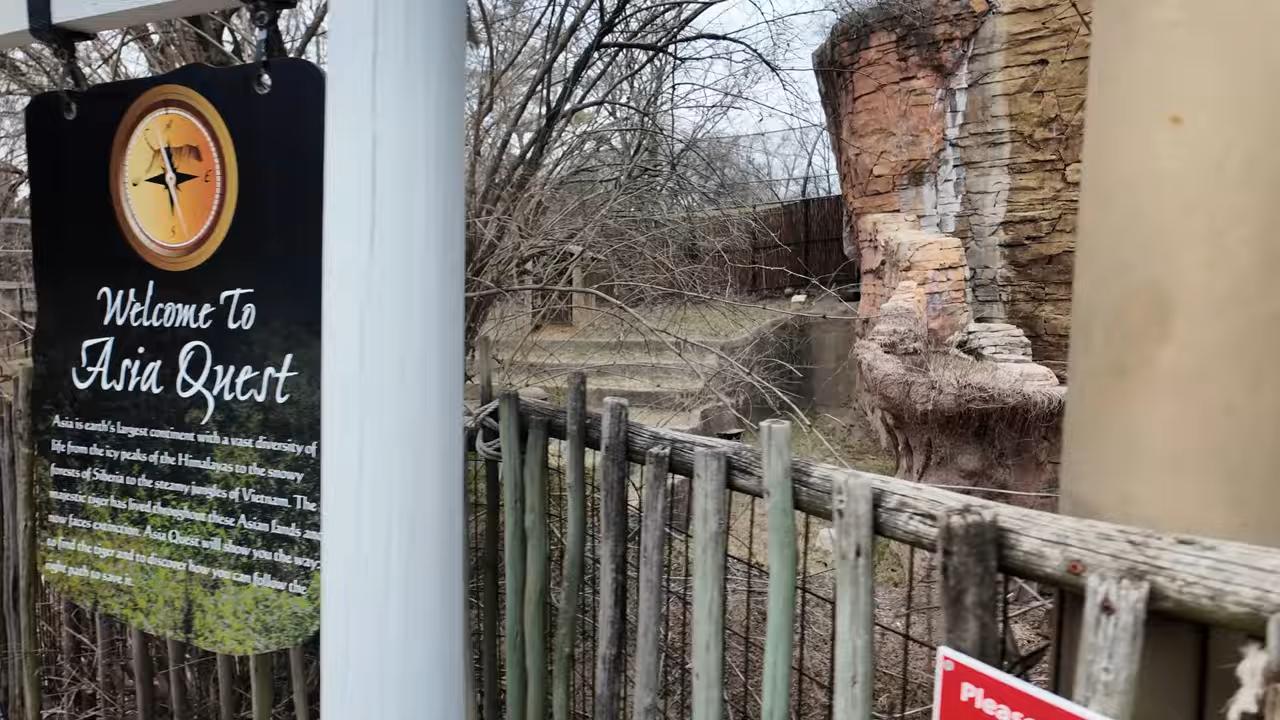 E
S
Welcome To
Asia Quest
Asia is earth's largest continent with a vast diversity of
life from the icy peaks of the Himalayas to the snowy
forests of Siberia to the steamy jungles of Vietnam. The
majestic tiger has lived throughout these Asian lands and
now faces extinction. Asia Quest will show you the way
to find the tiger and to discover how you can follow the
right path to save it.
Please